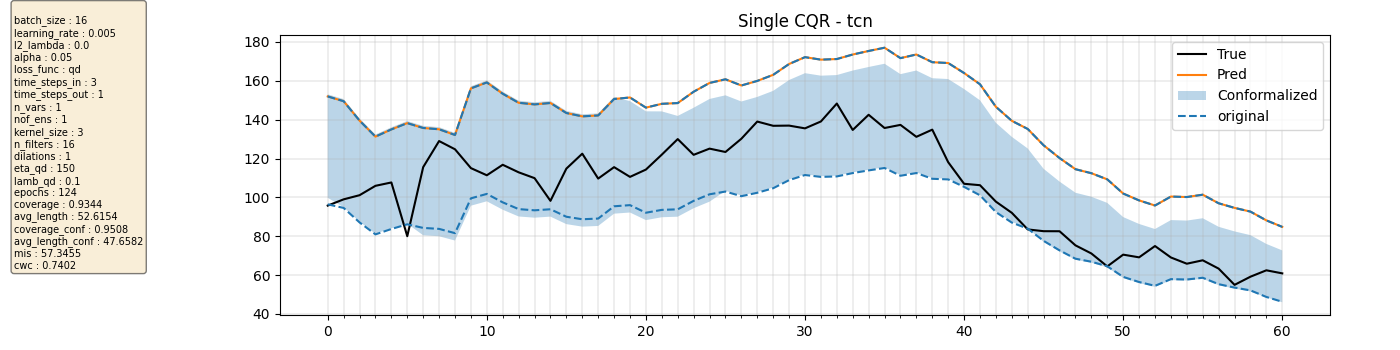 batch_size : 16
learning_rate : 0.005
l2_lambda : 0.0
alpha : 0.05
loss_func : qd
time_steps_in : 3
time_steps_out : 1
n_vars : 1
nof_ens : 1
kernel_size : 3
n_filters : 16
dilations : 1
eta_qd : 150
lamb_qd : 0.1
epochs : 124
coverage : 0.9344
avg_length : 52.6154
coverage_conf : 0.9508
avg_length_conf : 47.6582
mis : 57.3455
cwc : 0.7402
Single CQR - tcn
180
160
140
120
100
80
60
40
0 10 20 30 40 50 60
True
Pred
Conformalized
original